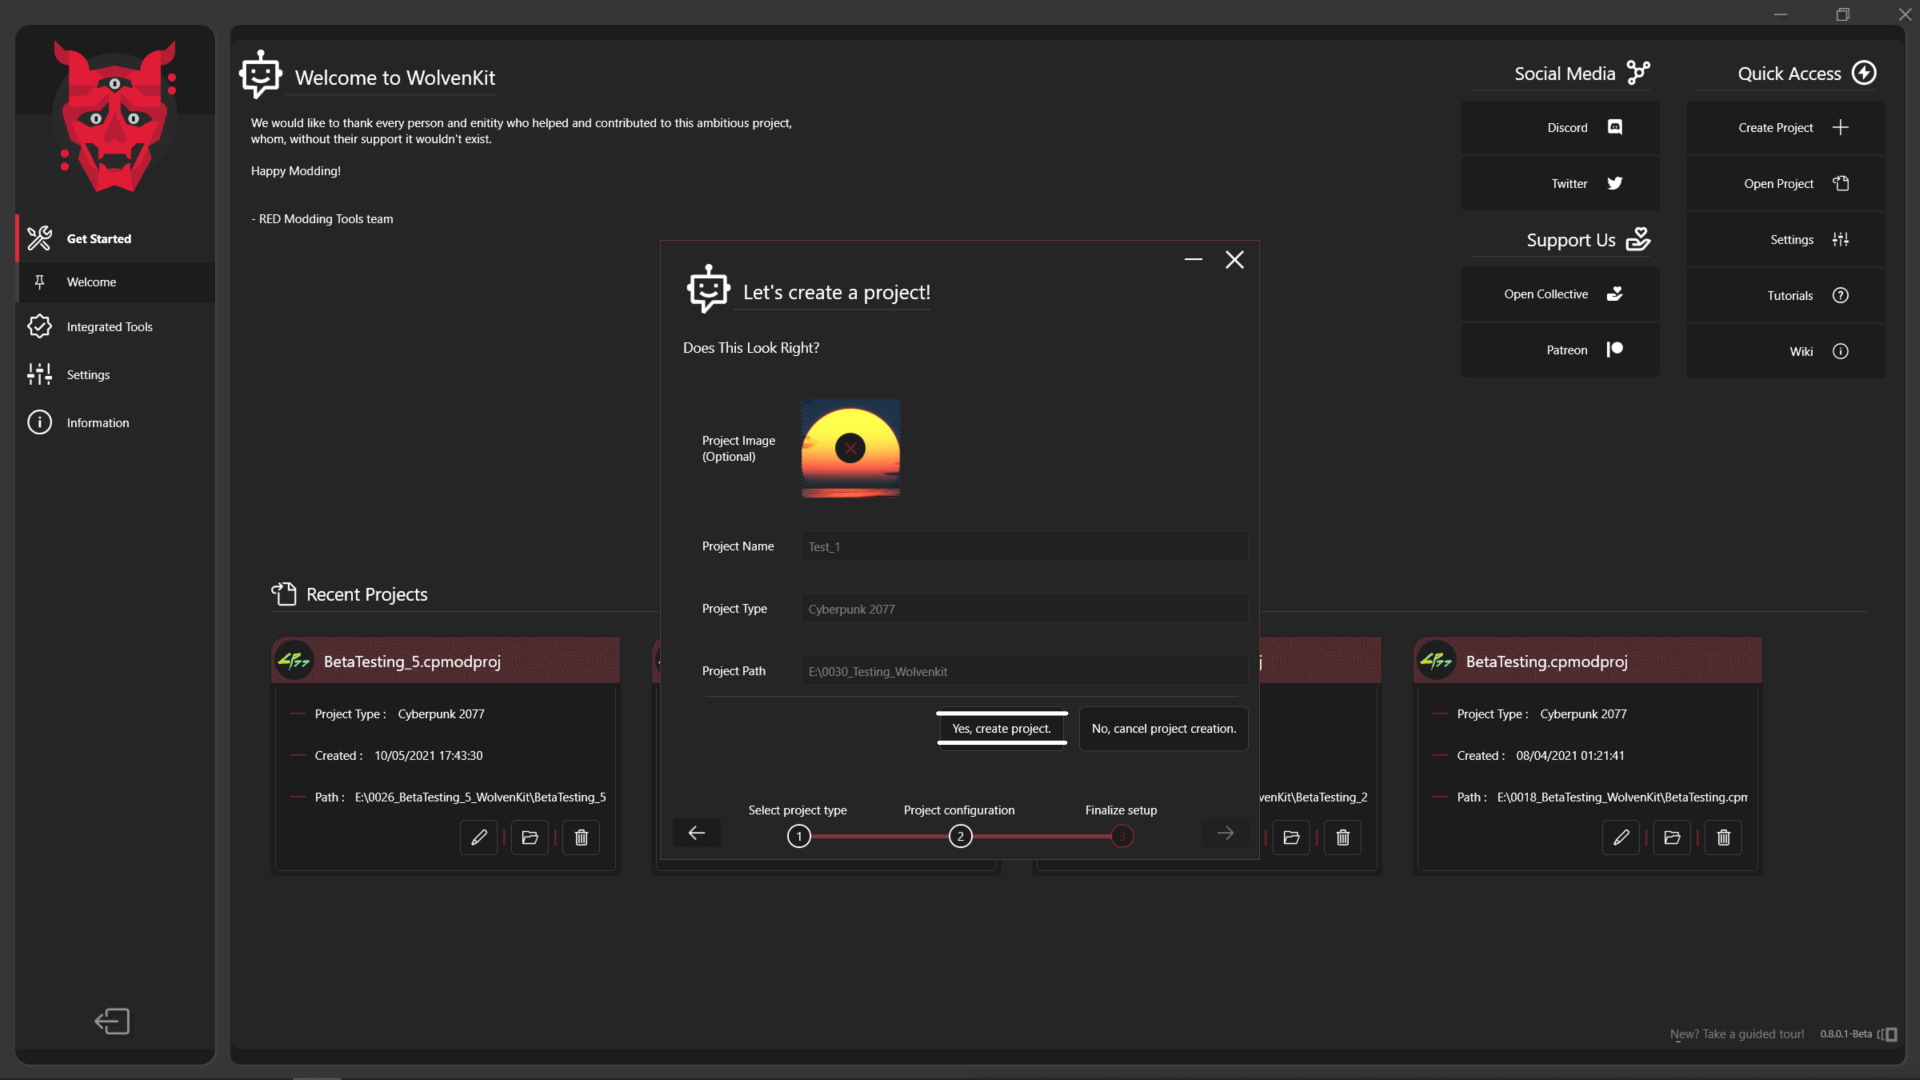 Welcome to WolvenKit
We would like to thank every person and enitity who helped and contributed to this ambitious project,
whom, without their support it wouldn't exist.
Happy Modding!
- RED Modding Tools team
Get Started
Welcome
Integrated Tools
Settings
Information
Social Media
Discord
Twitter
Support Us
Open Collective
Patreon
Quick Access
Create Project
Open Project
Settings
Tutorials
Wiki
Let's create a project!
Does This Look Right?
Project Image
(Optional)
Project Name
Test_1
Project Type
Cyberpunk 2077
Project Path
E:\0030_Testing_Wolvenkit
Yes, create project.
No, cancel project creation.
Select project type
Project configuration
Finalize setup
1
2
3
Recent Projects
BetaTesting_5.cpmodproj
Project Type : Cyberpunk 2077
Created : 10/05/2021 17:43:30
Path : E:\0026_BetaTesting_5_WolvenKit\BetaTesting_5
venKit\BetaTesting_2
BetaTesting.cpmodproj
Project Type : Cyberpunk 2077
Created : 08/04/2021 01:21:41
Path : E:\0018_BetaTesting_WolvenKit\BetaTesting.cpm
New? Take a guided tour!
0.8.0.1-Beta